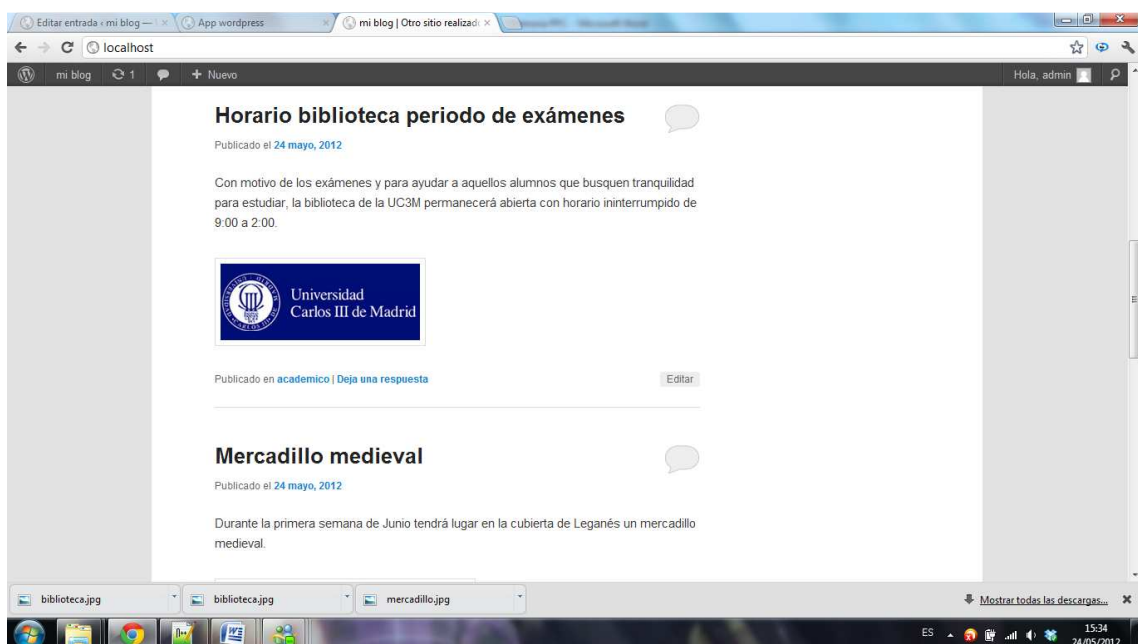 Editar entrada ‹ mi blog —
App wordpress
mi blog | Otro sitio realizad
localhost
mi blog 1 + Nuevo Hola, admin
Horario biblioteca periodo de exámenes
Publicado el 24 mayo, 2012
Con motivo de los exámenes y para ayudar a aquellos alumnos que busquen tranquilidad
para estudiar, la biblioteca de la UC3M permanecerá abierta con horario ininterrumpido de
9:00 a 2:00.
Universidad
Carlos III de Madrid
Publicado en academico | Deja una respuesta Editar
Mercadillo medieval
Publicado el 24 mayo, 2012
Durante la primera semana de Junio tendrá lugar en la cubierta de Leganés un mercadillo
medieval.
biblioteca.jpg biblioteca.jpg mercadillo.jpg Mostrar todas las descargas...
ES 15:34
24/05/2012